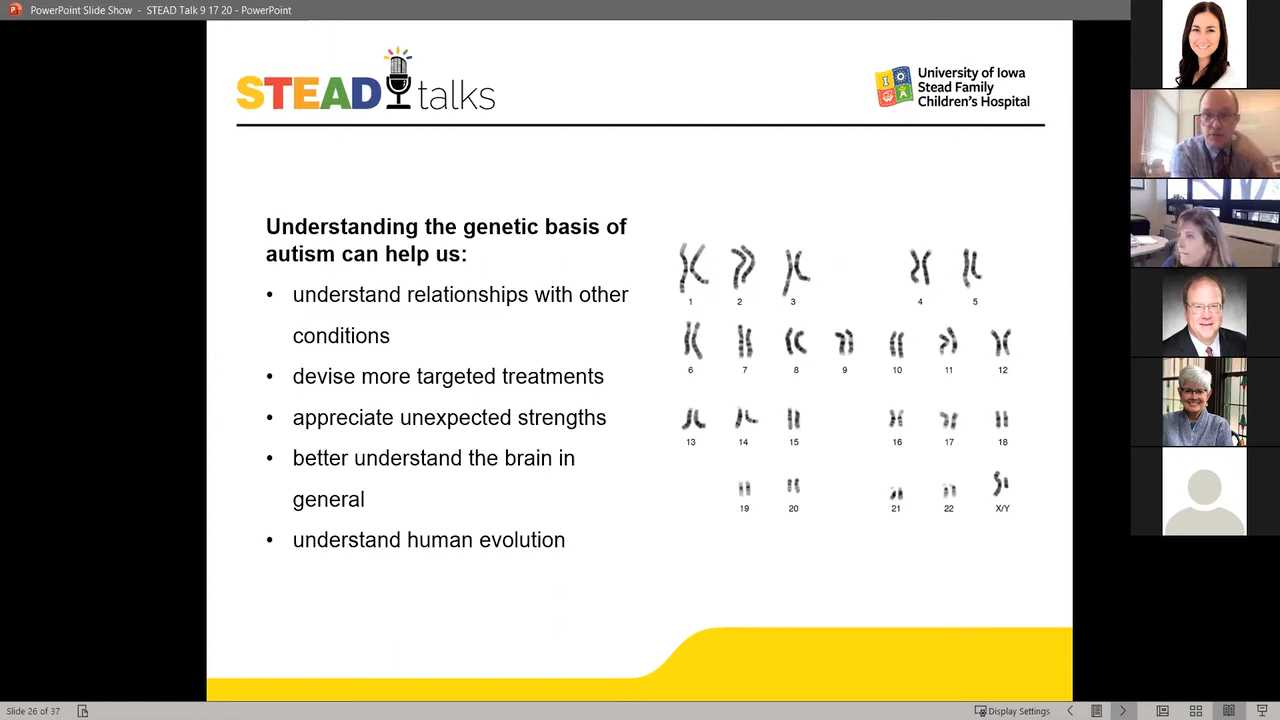 PowerPoint Slide Show - STEAD Talk 9 17 20 - PowerPoint
STEAD talks
University of Iowa
Stead Family
Children's Hospital
Understanding the genetic basis of
autism can help us:
• understand relationships with other
conditions
• devise more targeted treatments
• appreciate unexpected strengths
• better understand the brain in
general
• understand human evolution
1 2 3 4 5
6 7 8 9 10 11 12
13 14 15 16 17 18
19 20 21 22 X/Y
Slide 26 of 37
Display Settings